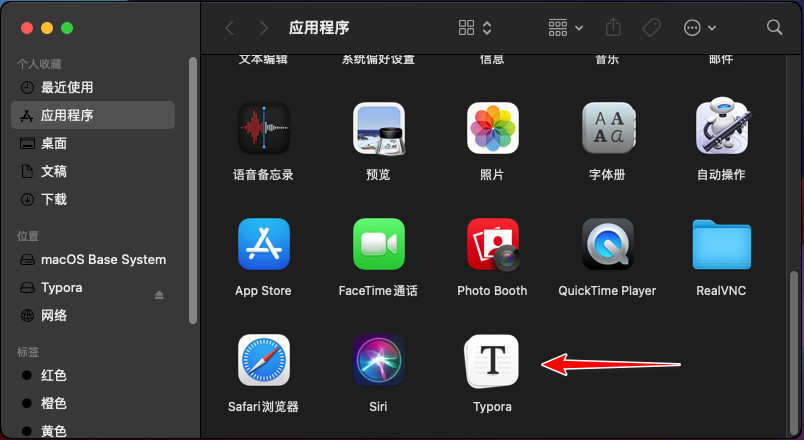 应用程序
个人收藏
最近使用
应用程序
桌面
文稿
下载
位置
macOS Base System
Typora
网络
标签
红色
橙色
黄色
文本编辑
系统偏好设置
信息
音乐
邮件
语音备忘录
预览
照片
字体册
自动操作
App Store
FaceTime通话
Photo Booth
QuickTime Player
RealVNC
T
Safari浏览器
Siri
Typora